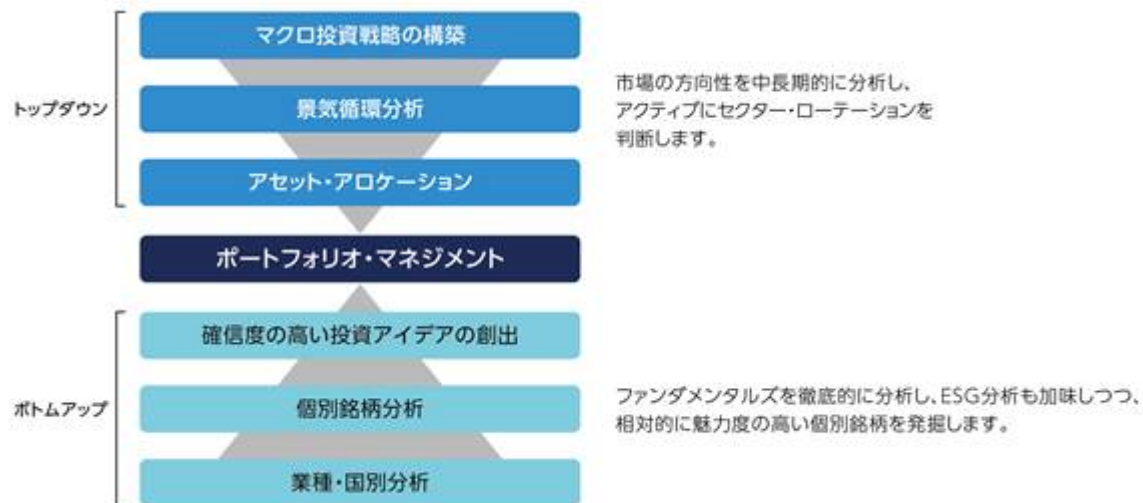 マクロ投資戦略の構築
トップダウン
景気循環分析
アセット・アロケーション
市場の方向性を中長期的に分析し、
アクティブにセクター・ローテーションを
判断します。
ポートフォリオ・マネジメント
確信度の高い投資アイデアの創出
ボトムアップ
個別銘柄分析
業種・国別分析
ファンダメンタルズを徹底的に分析し、ESG分析も加味しつつ、
相対的に魅力度の高い個別銘柄を発掘します。